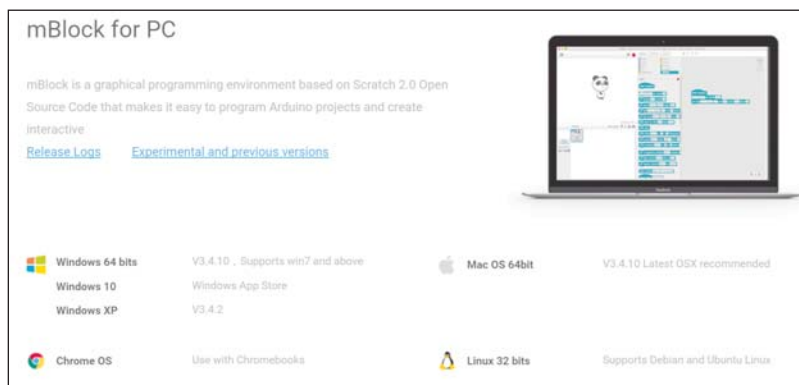 mBlock for PC
mBlock is a graphical programming environment based on Scratch 2.0 Open
Source Code that makes it easy to program Arduino projects and create
interactive
Release Logs Experimental and previous versions
Windows 64 bits V3.4.10 , Supports win7 and above
Mac OS 64bit V3.4.10 Latest OSX recommended
Windows 10 Windows App Store
Windows XP V3.4.2
Chrome OS Use with Chromebooks
Linux 32 bits Supports Debian and Ubuntu Linux